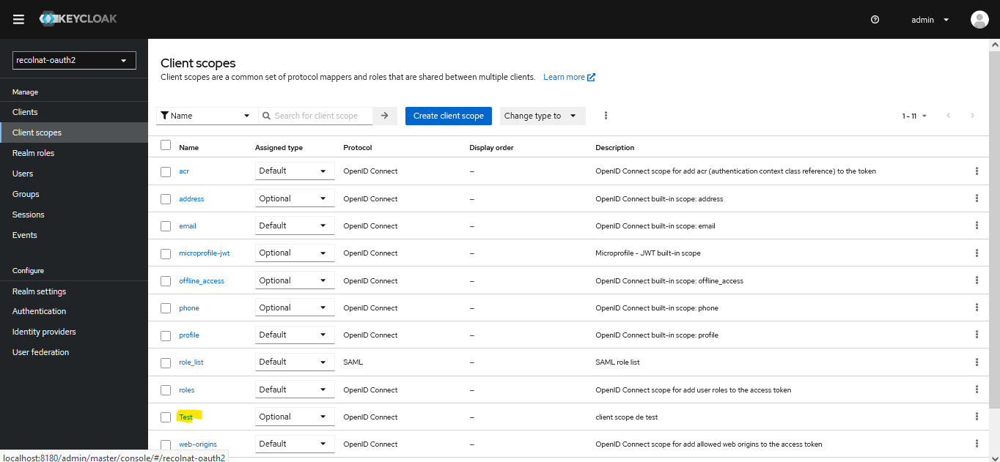 KEYCLOAK
admin
recolnat-oauth2
Manage
Clients
Client scopes
Realm roles
Users
Groups
Sessions
Events
Configure
Realm settings
Authentication
Identity providers
User federation
Client scopes
Client scopes are a common set of protocol mappers and roles that are shared between multiple clients. Learn more
Name Search for client scope Create client scope Change type to 1 - 11
Name Assigned type Protocol Display order Description
acr Default OpenID Connect – OpenID Connect scope for add acr (authentication context class reference) to the token
address Optional OpenID Connect – OpenID Connect built-in scope: address
email Default OpenID Connect – OpenID Connect built-in scope: email
microprofile-jwt Optional OpenID Connect – Microprofile - JWT built-in scope
offline_access Optional OpenID Connect – OpenID Connect built-in scope: offline_access
phone Optional OpenID Connect – OpenID Connect built-in scope: phone
profile Default OpenID Connect – OpenID Connect built-in scope: profile
role_list Default SAML – SAML role list
roles Default OpenID Connect – OpenID Connect scope for add user roles to the access token
Test Optional OpenID Connect – client scope de test
web-origins Default OpenID Connect – OpenID Connect scope for add allowed web origins to the access token
localhost:8180/admin/master/console/#/recolnat-oauth2